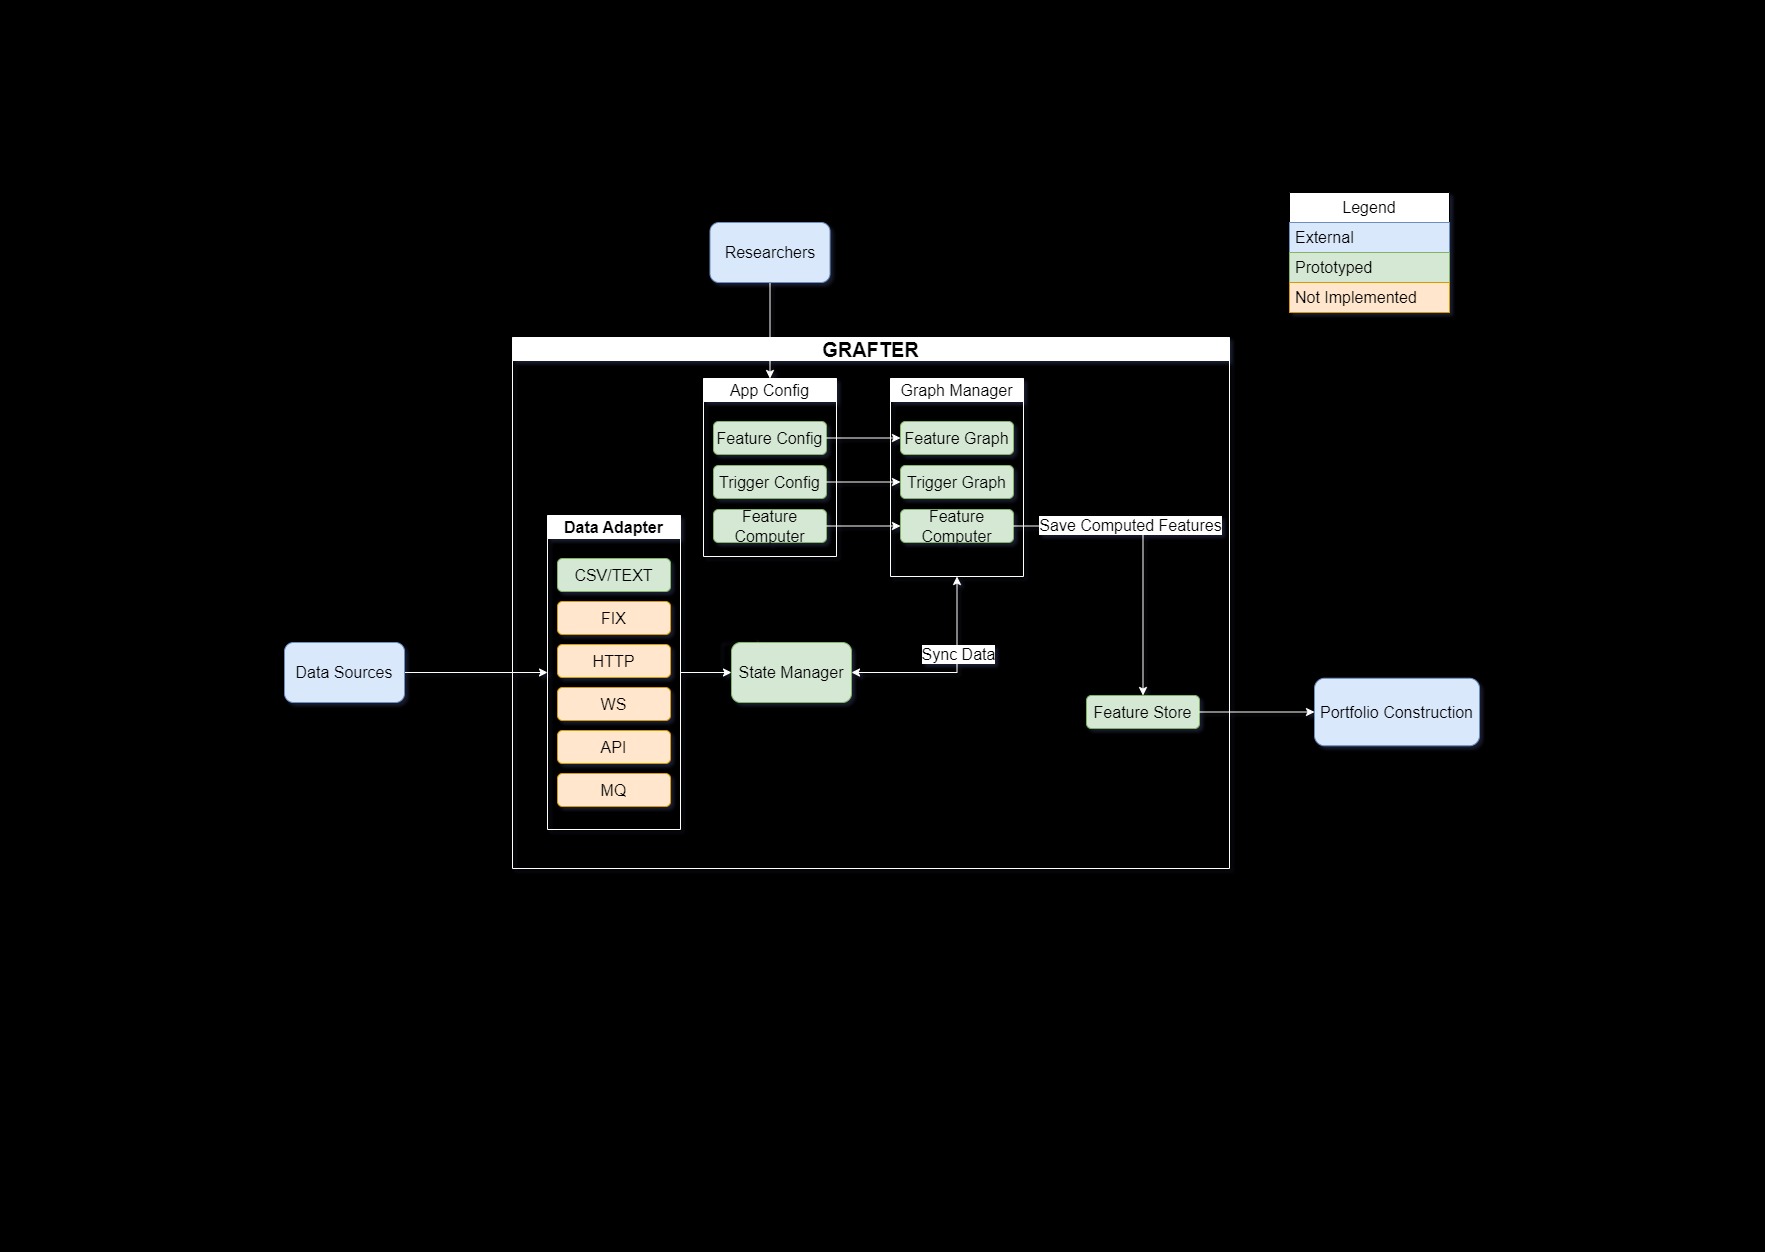 Legend
External
Prototyped
Not Implemented
Researchers
GRAFTER
App Config
Feature Config
Trigger Config
Feature
Computer
Graph Manager
Feature Graph
Trigger Graph
Feature
Computer
Save Computed Features
Data Adapter
CSV/TEXT
FIX
HTTP
WS
API
MQ
Data Sources
State Manager
Sync Data
Feature Store
Portfolio Construction